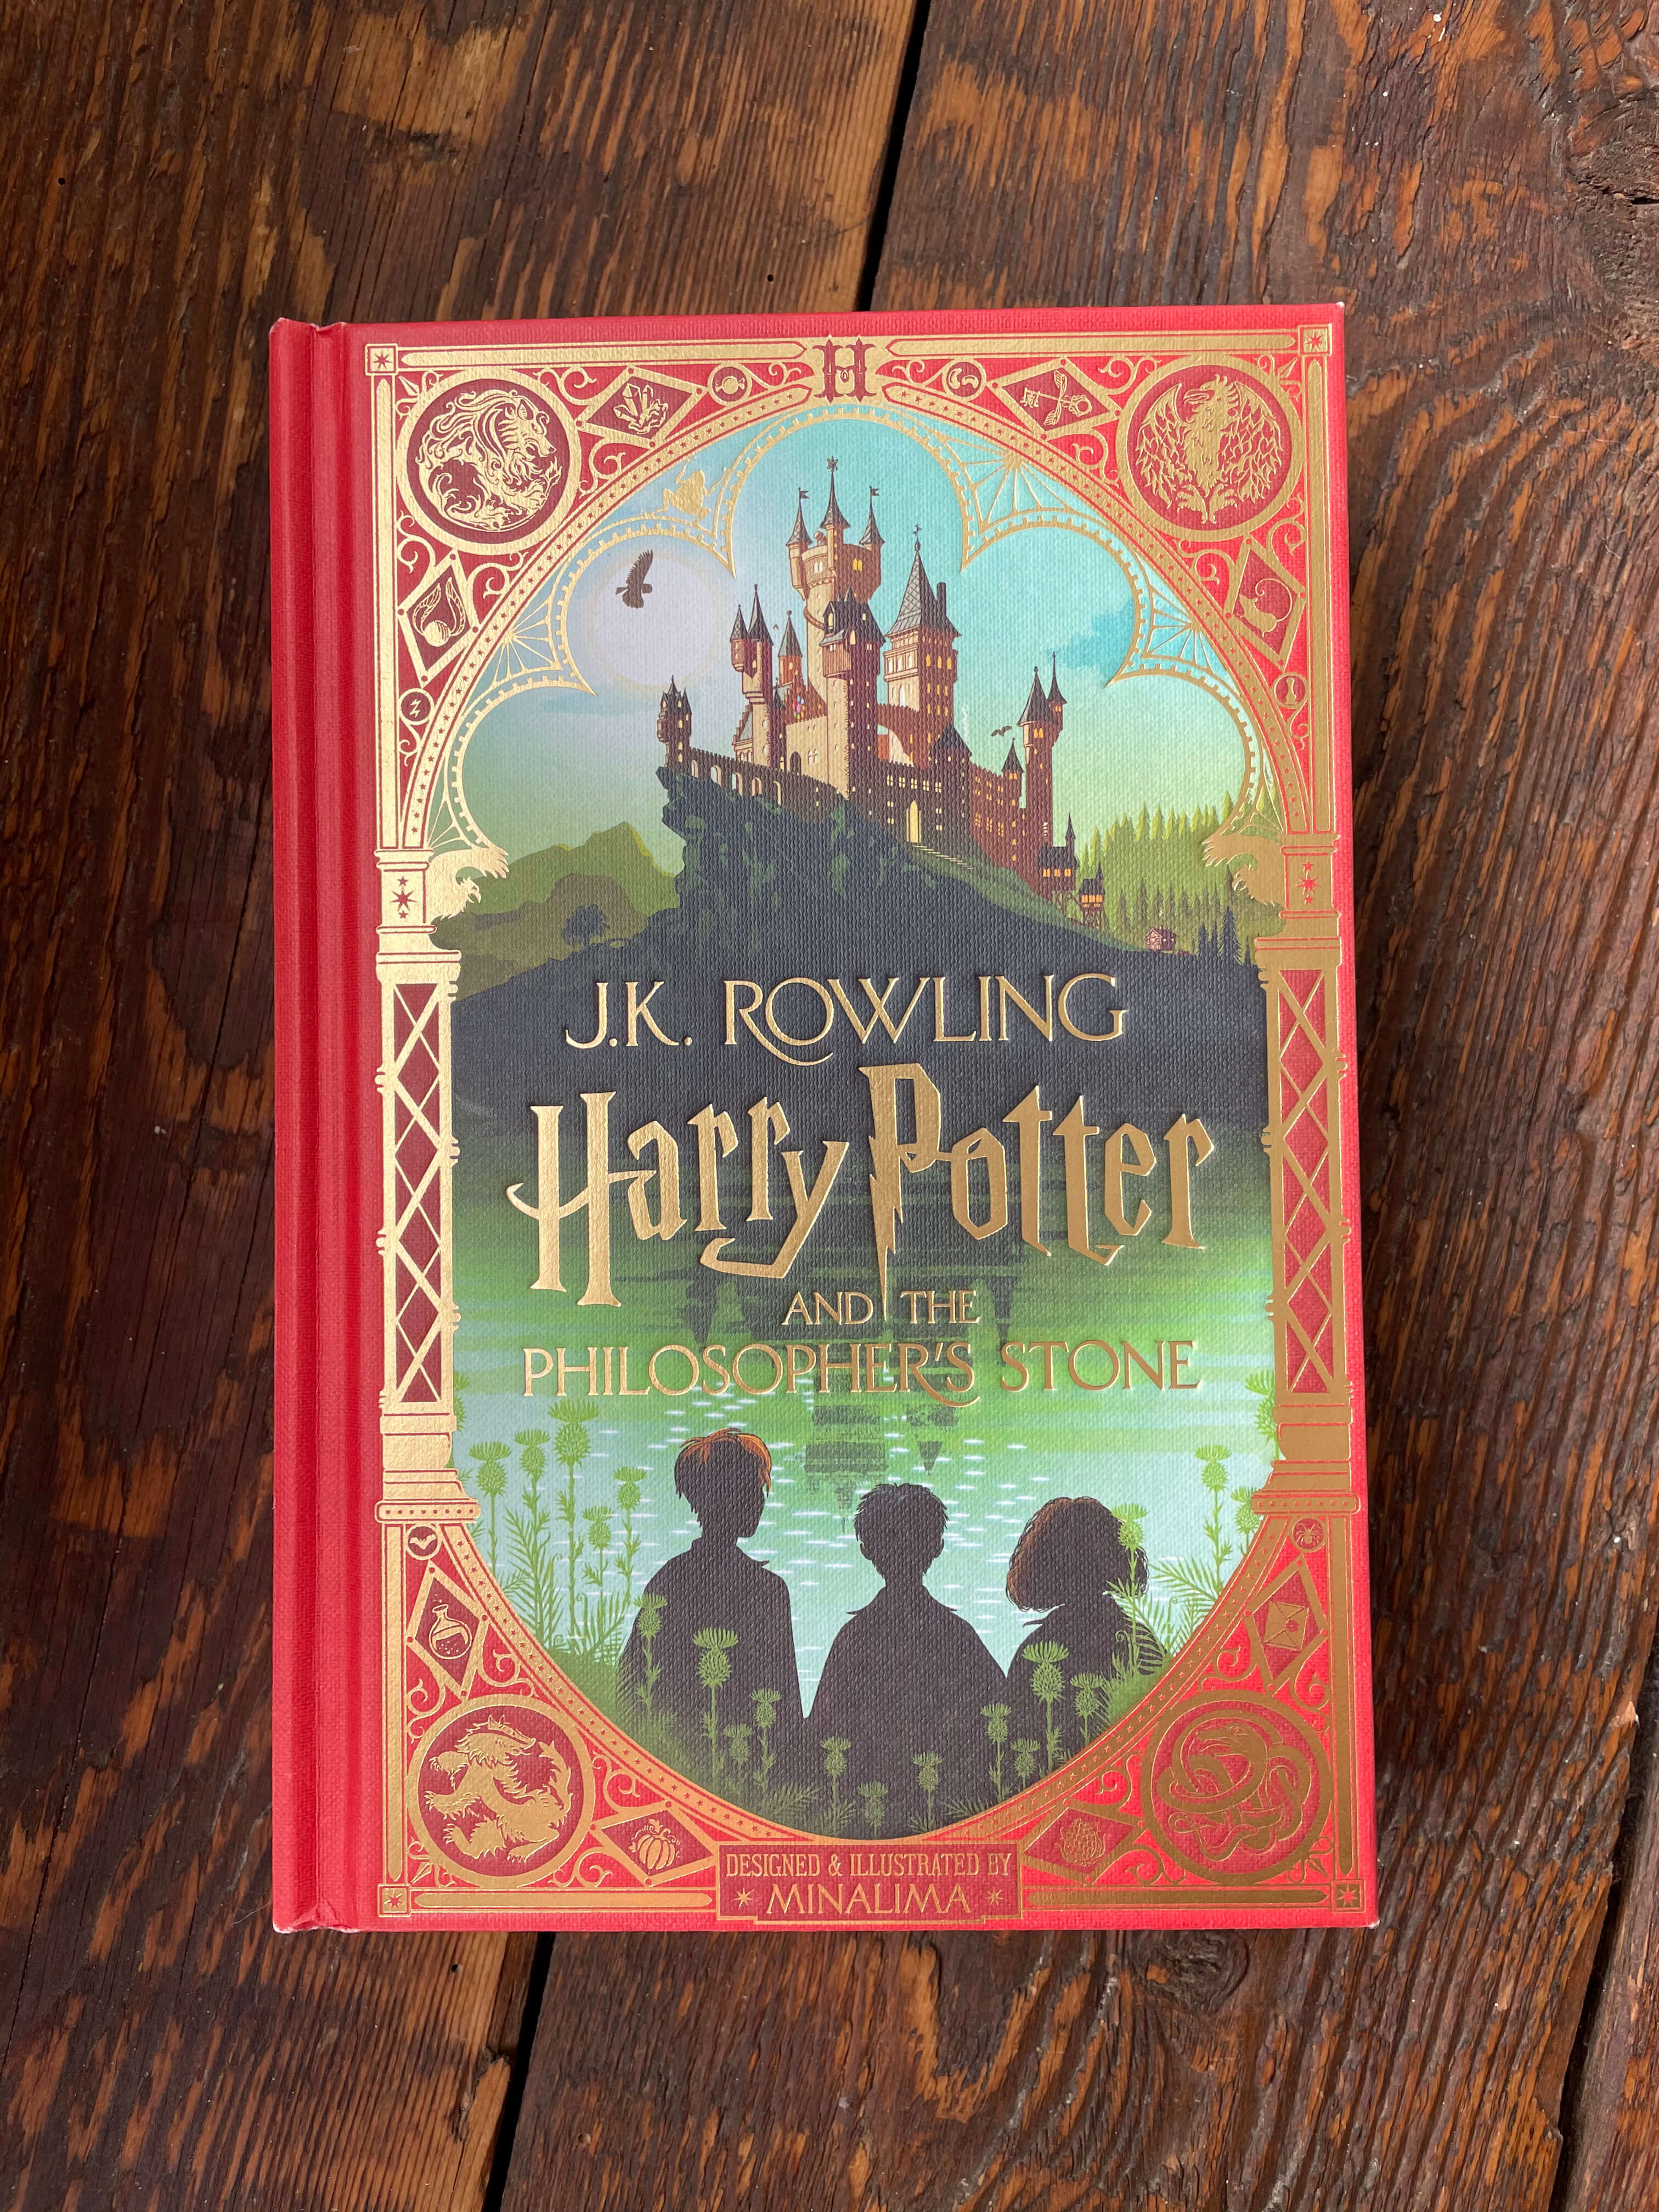 H
J.K. ROWLING
Harry Potter
AND THE
PHILOSOPHER'S STONE
DESIGNED & ILLUSTRATED BY
MINALIMA